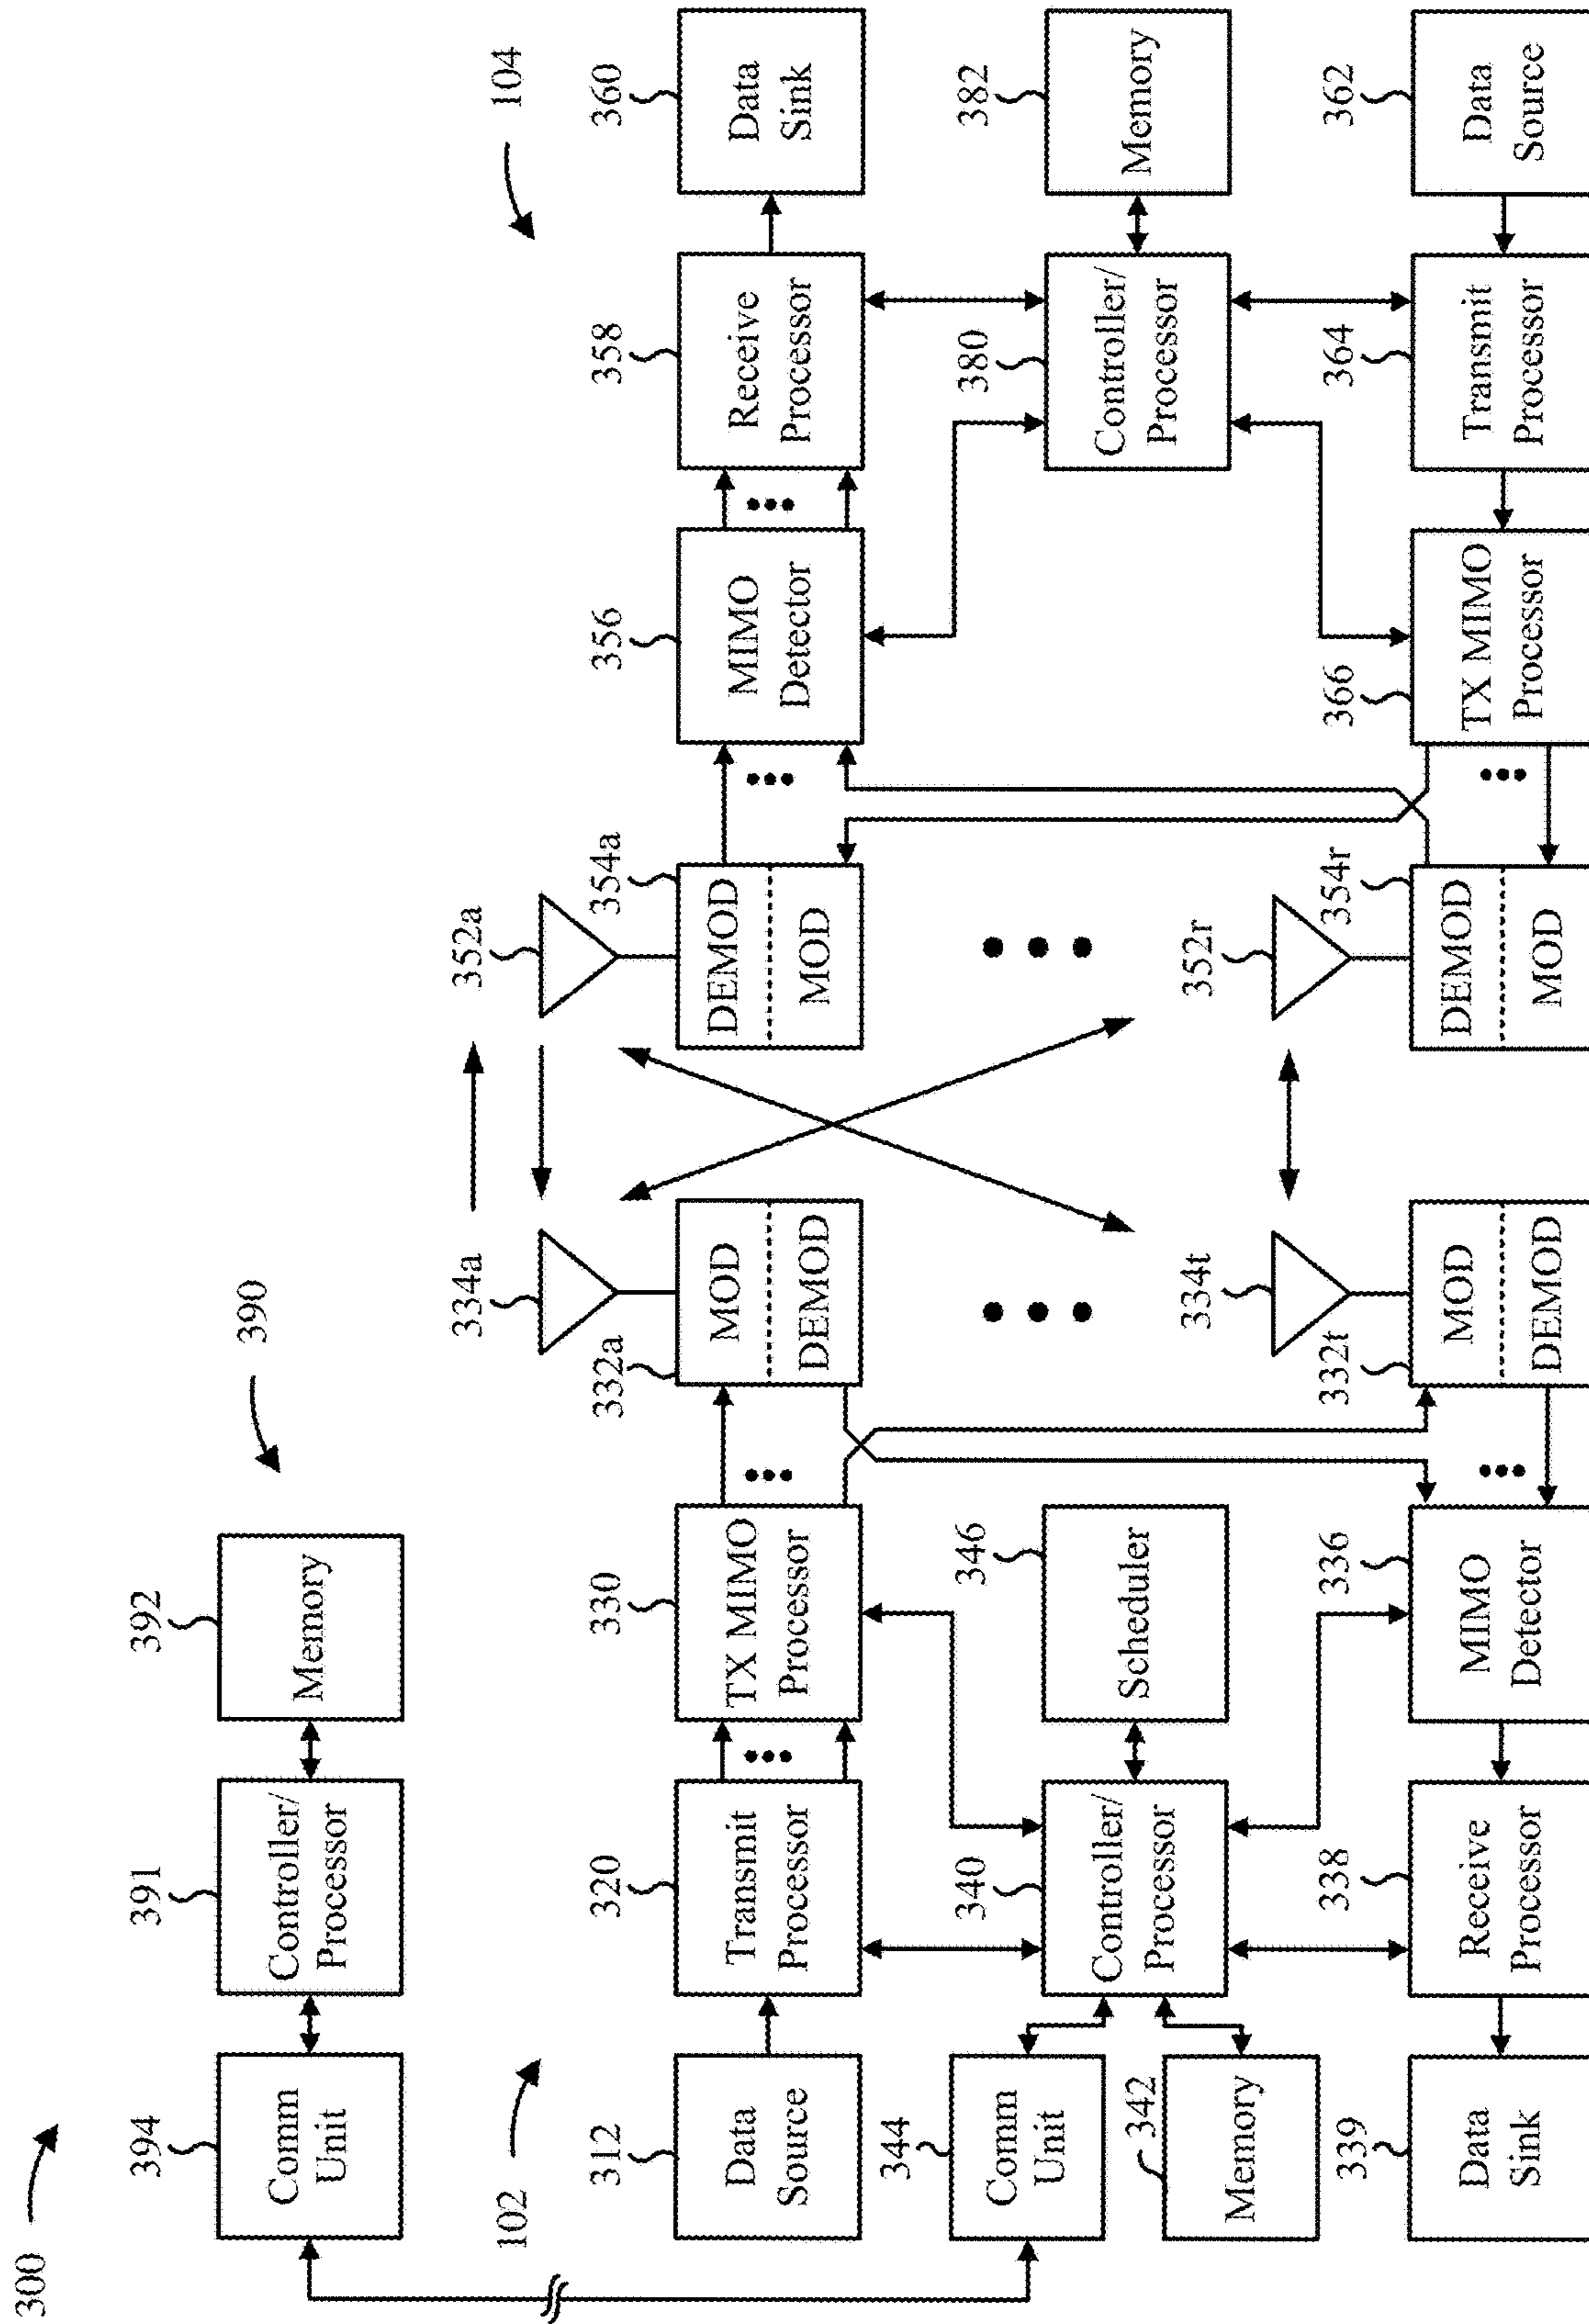 300
394
Comm
Unit
391
Controller/
Processor
392
Memory
390
102
312
Data
Source
320
Transmit
Processor
330
TX MIMO
Processor
332a
MOD
DEMOD
334a
352a
354a
DEMOD
MOD
356
MIMO
Detector
358
Receive
Processor
360
Data
Sink
104
344
Comm
Unit
342
Memory
340
Controller/
Processor
346
Scheduler
380
Controller/
Processor
382
Memory
339
Data
Sink
338
Receive
Processor
336
MIMO
Detector
332t
MOD
DEMOD
334t
352r
354r
DEMOD
MOD
366
TX MIMO
Processor
364
Transmit
Processor
362
Data
Source